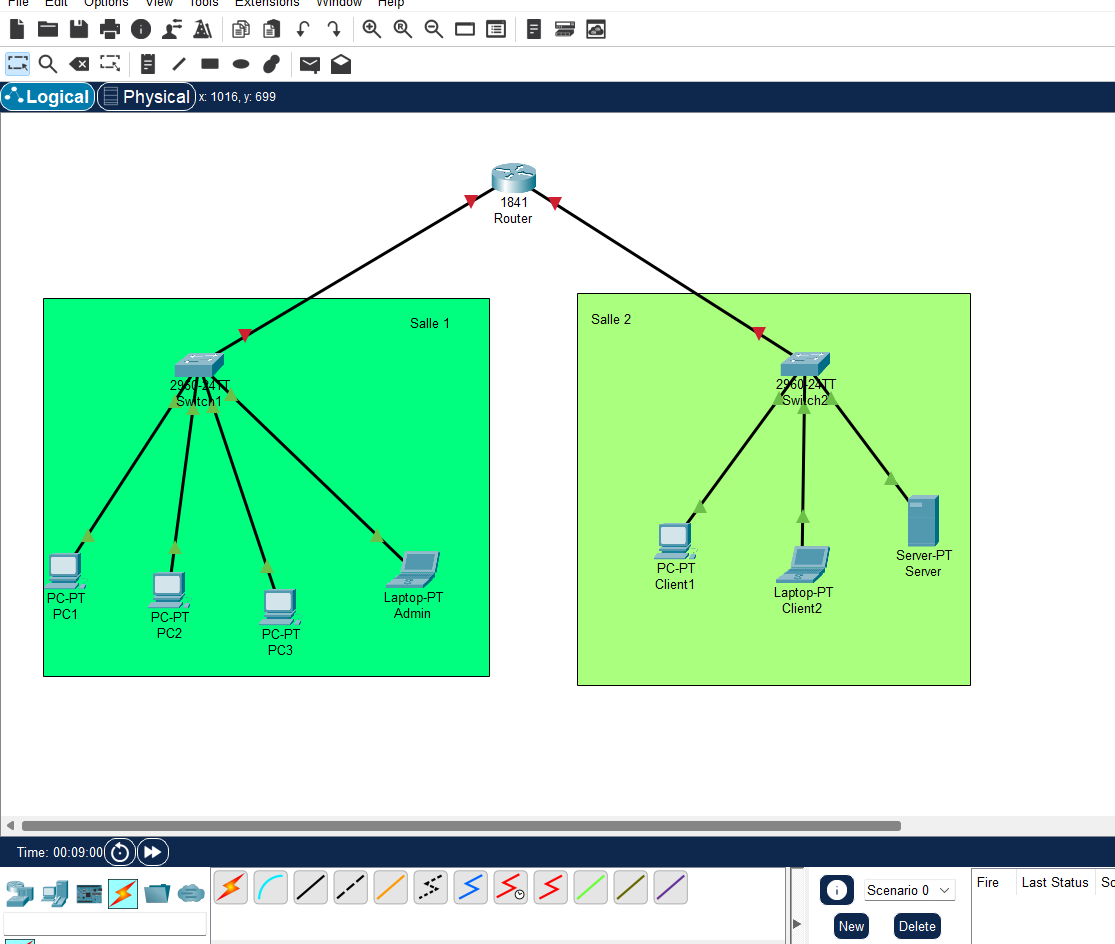 File Edit Options View Tools Extensions Window Help
Logical Physical x: 1016, y: 699
1841
Router
Salle 1
Salle 2
2960-24TT
Switch1
2960-24TT
Switch2
PC-PT
PC1
PC-PT
PC2
PC-PT
PC3
Laptop-PT
Admin
PC-PT
Client1
Laptop-PT
Client2
Server-PT
Server
Time: 00:09:00
Scenario 0
New Delete
Fire Last Status